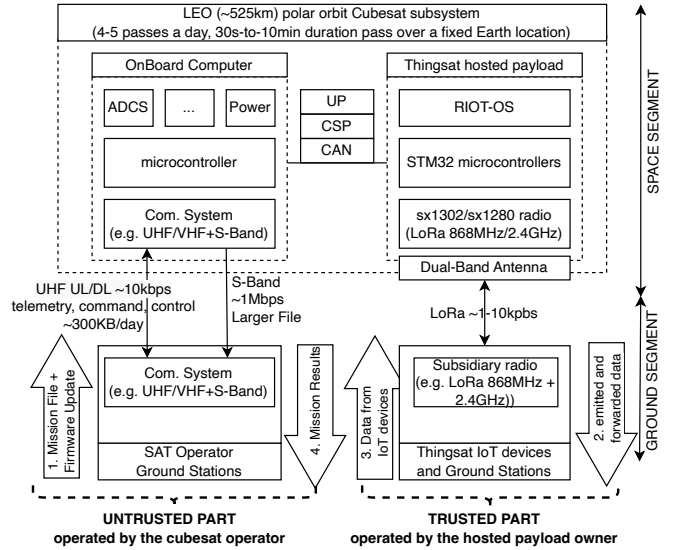 LEO (~525km) polar orbit Cubesat subsystem
(4-5 passes a day, 30s-to-10min duration pass over a fixed Earth location)
OnBoard Computer
ADCS
...
Power
microcontroller
Com. System
(e.g. UHF/VHF+S-Band)
UP
CSP
CAN
Thingsat hosted payload
RIOT-OS
STM32 microcontrollers
sx1302/sx1280 radio
(LoRa 868MHz/2.4GHz)
Dual-Band Antenna
SPACE SEGMENT
UHF UL/DL ~10kbps
telemetry, command, control
~300KB/day
S-Band
~1Mbps
Larger File
LoRa ~1-10kpbs
GROUND SEGMENT
1. Mission File +
Firmware Update
Com. System
(e.g. UHF/VHF+S-Band)
SAT Operator
Ground Stations
4. Mission Results
3. Data from
IoT devices
Subsidiary radio
(e.g. LoRa 868MHz +
2.4GHz))
Thingsat IoT devices
and Ground Stations
2. emitted and
forwarded data
UNTRUSTED PART
operated by the cubesat operator
TRUSTED PART
operated by the hosted payload owner